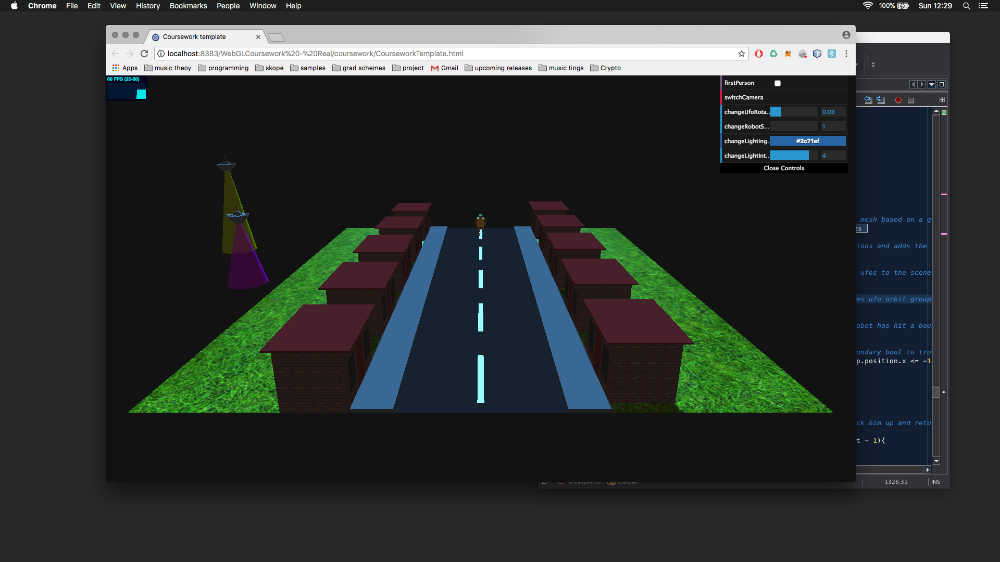 Chrome File Edit View History Bookmarks People Window Help 100% Sun 12:29
Coursework template
localhost:8383/WebGLCoursework%20-%20Real/coursework/CourseworkTemplate.html
Apps music theoy programming skope samples grad schemes project Gmail upcoming releases music tings Crypto
60 FPS (25-60)
firstPerson
switchCamera
changeUfoRota... 0.03
changeRobotS... 1
changeLighting. #2c71af
changeLightInt... 4
Close Controls
mesh based on a g
es
ions and adds the
ufos to the scene
es ufo orbit group
obot has hit a bou
undary bool to tru
p.position.x <= -1
ck him up and retu
t - 1){
Breakpoints Output 1326:31 INS